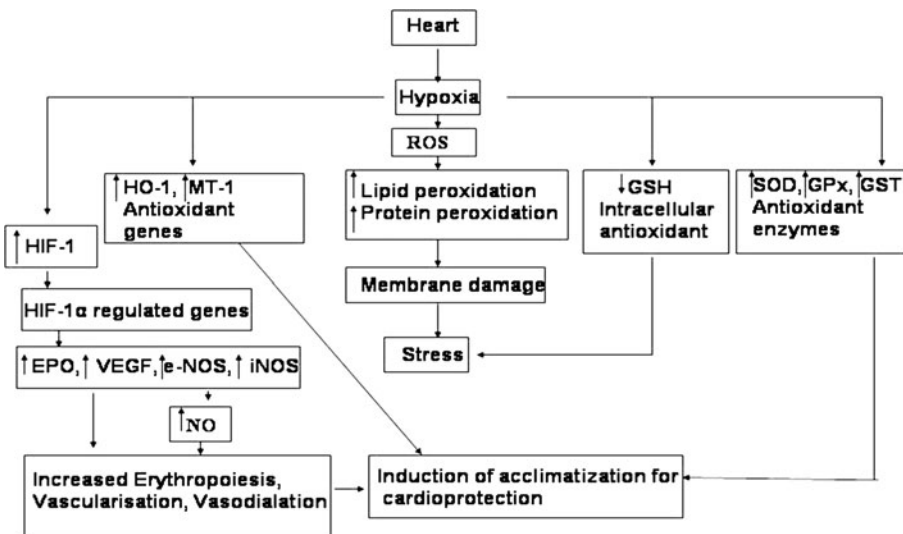 Heart
Hypoxia
ROS
↑HO-1, ↑MT-1
Antioxidant
genes
↑Lipid peroxidation
↑Protein peroxidation
↓GSH
Intracellular
antioxidant
↑SOD, ↑GPx, ↑GST
Antioxidant
enzymes
↑HIF-1
Membrane damage
HIF-1α regulated genes
Stress
↑EPO, ↑VEGF, ↑e-NOS, ↑iNOS
↑NO
Increased Erythropoiesis,
Vascularisation, Vasodialation
Induction of acclimatization for
cardioprotection